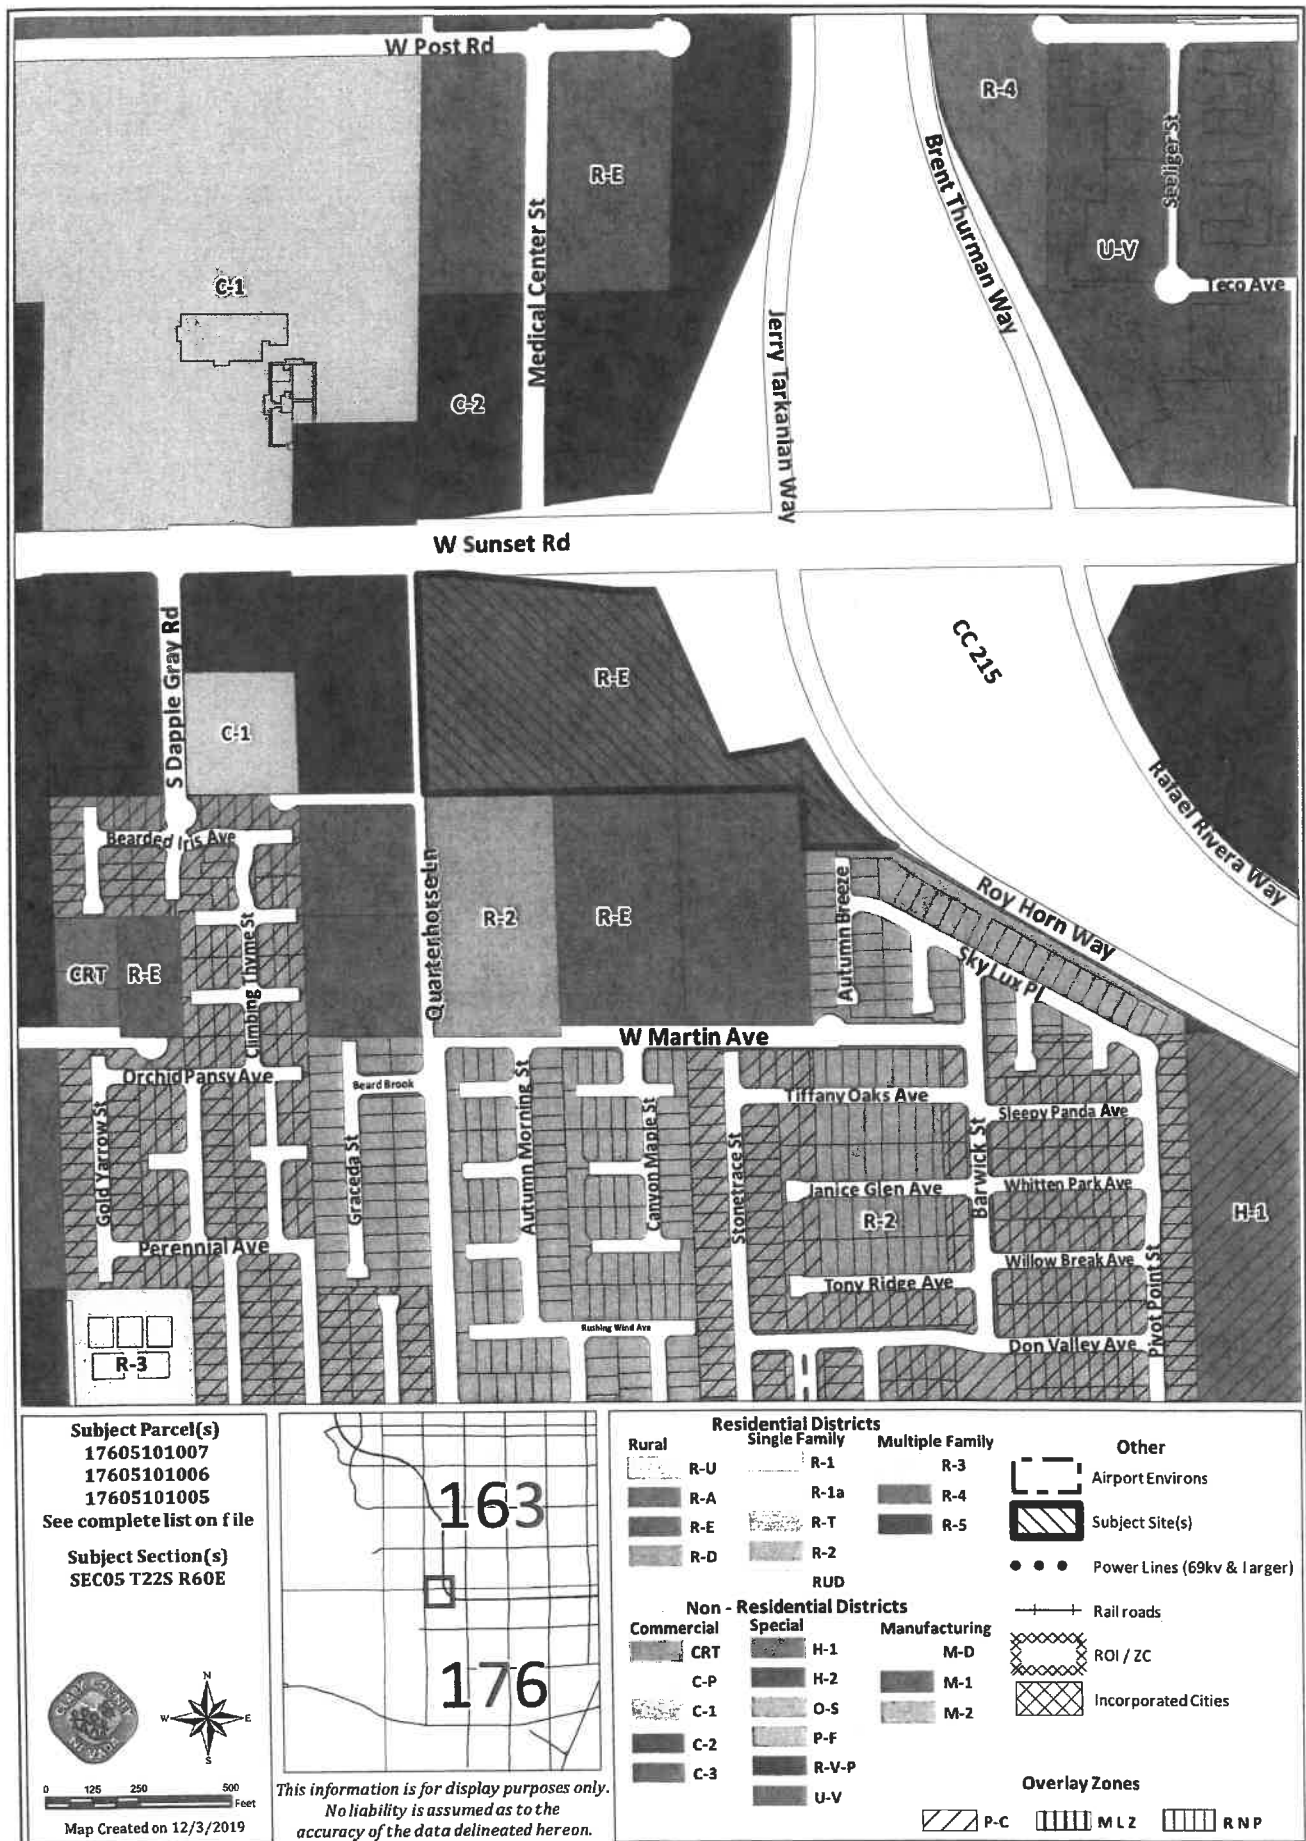 W Post Rd
R-4
Seeliger St
R-E
Brent Thurman Way
Medical Center St
U-V
C-1
Teco Ave
Jerry Tarkanian Way
C-2
W Sunset Rd
S Dapple Gray Rd
CC 215
R-E
C-1
Rafael Rivera Way
Bearded Iris Ave
Quarterhorse Ln
Roy Horn Way
Autumn Breeze
R-2
R-E
Climbing Thyme St
CRT
R-E
Sky Lux Pl
W Martin Ave
Orchid Pansy Ave
Beard Brook
Tiffany Oaks Ave
Sleepy Panda Ave
Gold Yarrow St
Graceda St
Autumn Morning St
Canyon Maple St
Stonetrace St
Barwick St
Janice Glen Ave
Whitten Park Ave
R-2
H-1
Perennial Ave
Willow Break Ave
Tony Ridge Ave
Pivot Point St
Rushing Wind Ave
Don Valley Ave
R-3
Subject Parcel(s)
17605101007
17605101006
17605101005
See complete list on file
Subject Section(s)
SEC05 T22S R60E
CLARK COUNTY
NEVADA
N
W E
S
0 125 250 500
Feet
Map Created on 12/3/2019
163
176
This information is for display purposes only.
No liability is assumed as to the
accuracy of the data delineated hereon.
Residential Districts
Rural
R-U
R-A
R-E
R-D
Single Family
R-1
R-1a
R-T
R-2
RUD
Multiple Family
R-3
R-4
R-5
Non - Residential Districts
Commercial
CRT
C-P
C-1
C-2
C-3
Special
H-1
H-2
O-S
P-F
R-V-P
U-V
Manufacturing
M-D
M-1
M-2
Other
Airport Environs
Subject Site(s)
Power Lines (69kv & larger)
Rail roads
ROI / ZC
Incorporated Cities
Overlay Zones
P-C MLZ RNP